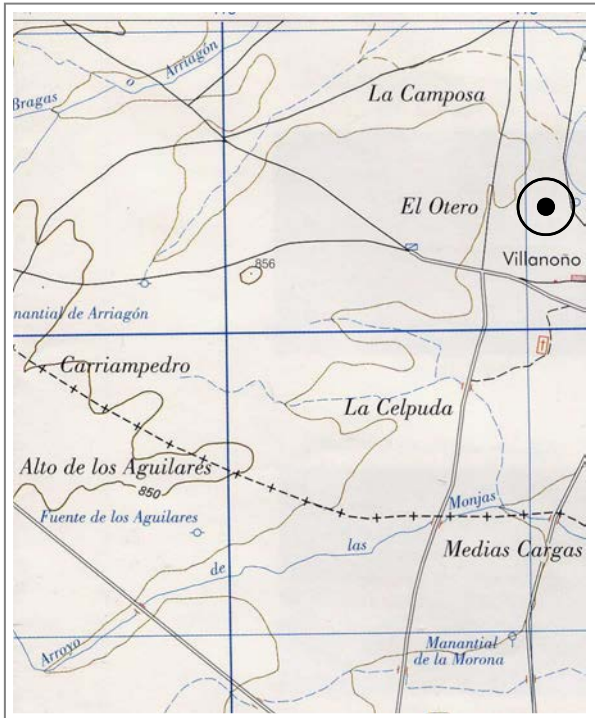 Arriagón
o
Bragas
La Camposa
El Otero
Villanoño
856
nantial de Arriagón
Carriampedro
La Celpuda
Alto de los Aguilares
850
Fuente de los Aguilares
Monjas
las
de
Medias Cargas
Arroyo
Manantial
de la Morona